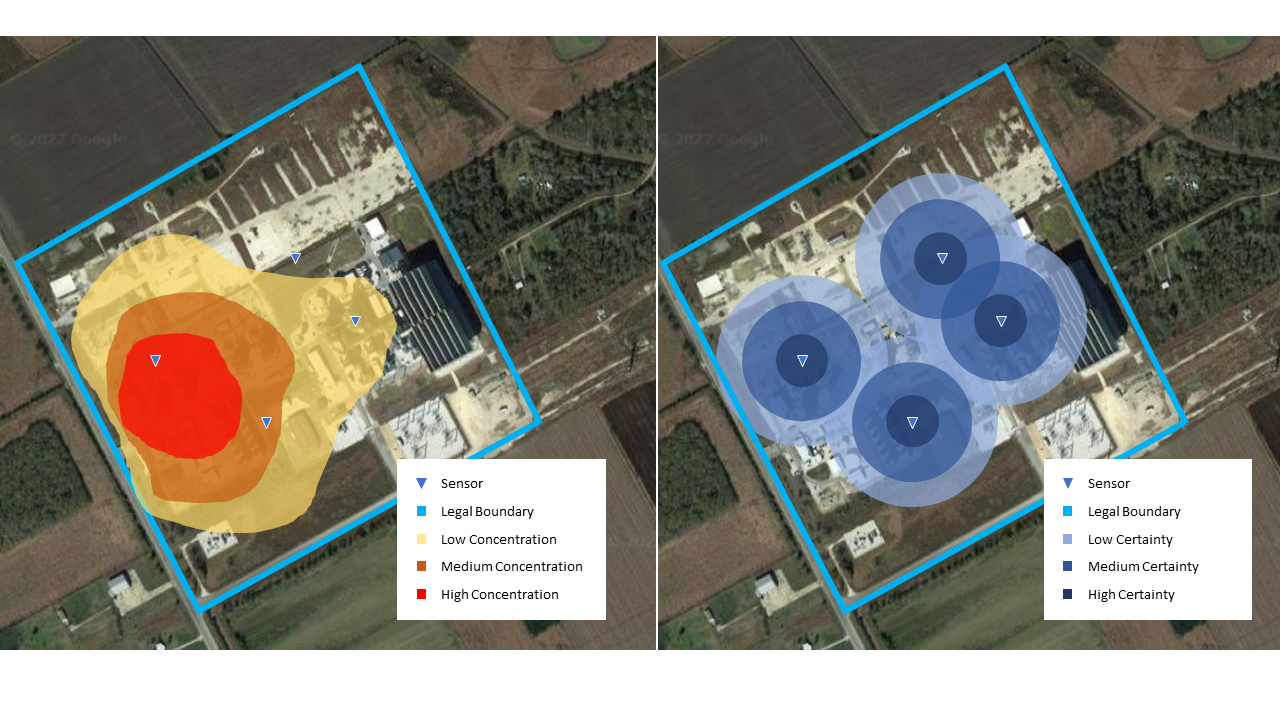 © 2022 Google
© 2022 Google
Sensor
Legal Boundary
Low Concentration
Medium Concentration
High Concentration
Sensor
Legal Boundary
Low Certainty
Medium Certainty
High Certainty